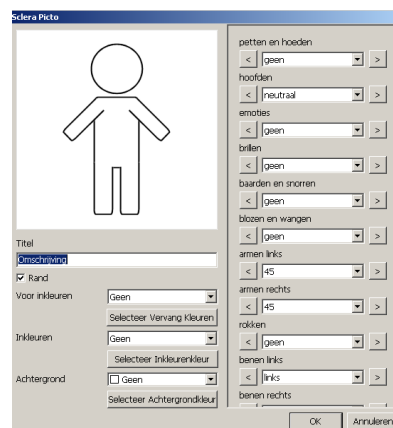 Sclera Picto
Titel
Omschrijving
Rand
Voor inkleuren
Geen
Selecteer Vervang Kleuren
Inkleuren
Geen
Selecteer Inkleurenkleur
Achtergrond
Geen
Selecteer Achtergrondkleur
petten en hoeden
< geen >
hoofden
< neutraal >
emoties
< geen >
brillen
< geen >
baarden en snorren
< geen >
blozen en wangen
< geen >
armen links
< 45 >
armen rechts
< 45 >
rokken
< geen >
benen links
< links >
benen rechts
OK
Annuleren